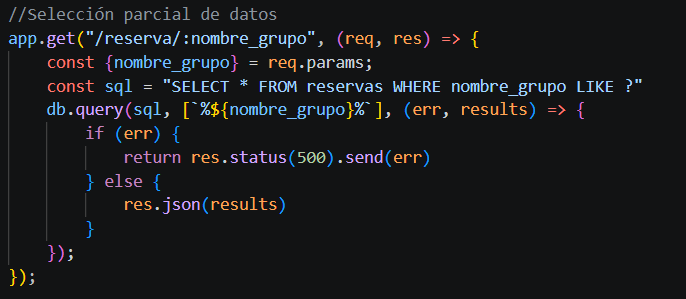 //Selección parcial de datos
app.get("/reserva/:nombre_grupo", (req, res) => {
    const {nombre_grupo} = req.params;
    const sql = "SELECT * FROM reservas WHERE nombre_grupo LIKE ?"
    db.query(sql, [`%${nombre_grupo}%`], (err, results) => {
        if (err) {
            return res.status(500).send(err)
        } else {
            res.json(results)
        }
    });
});